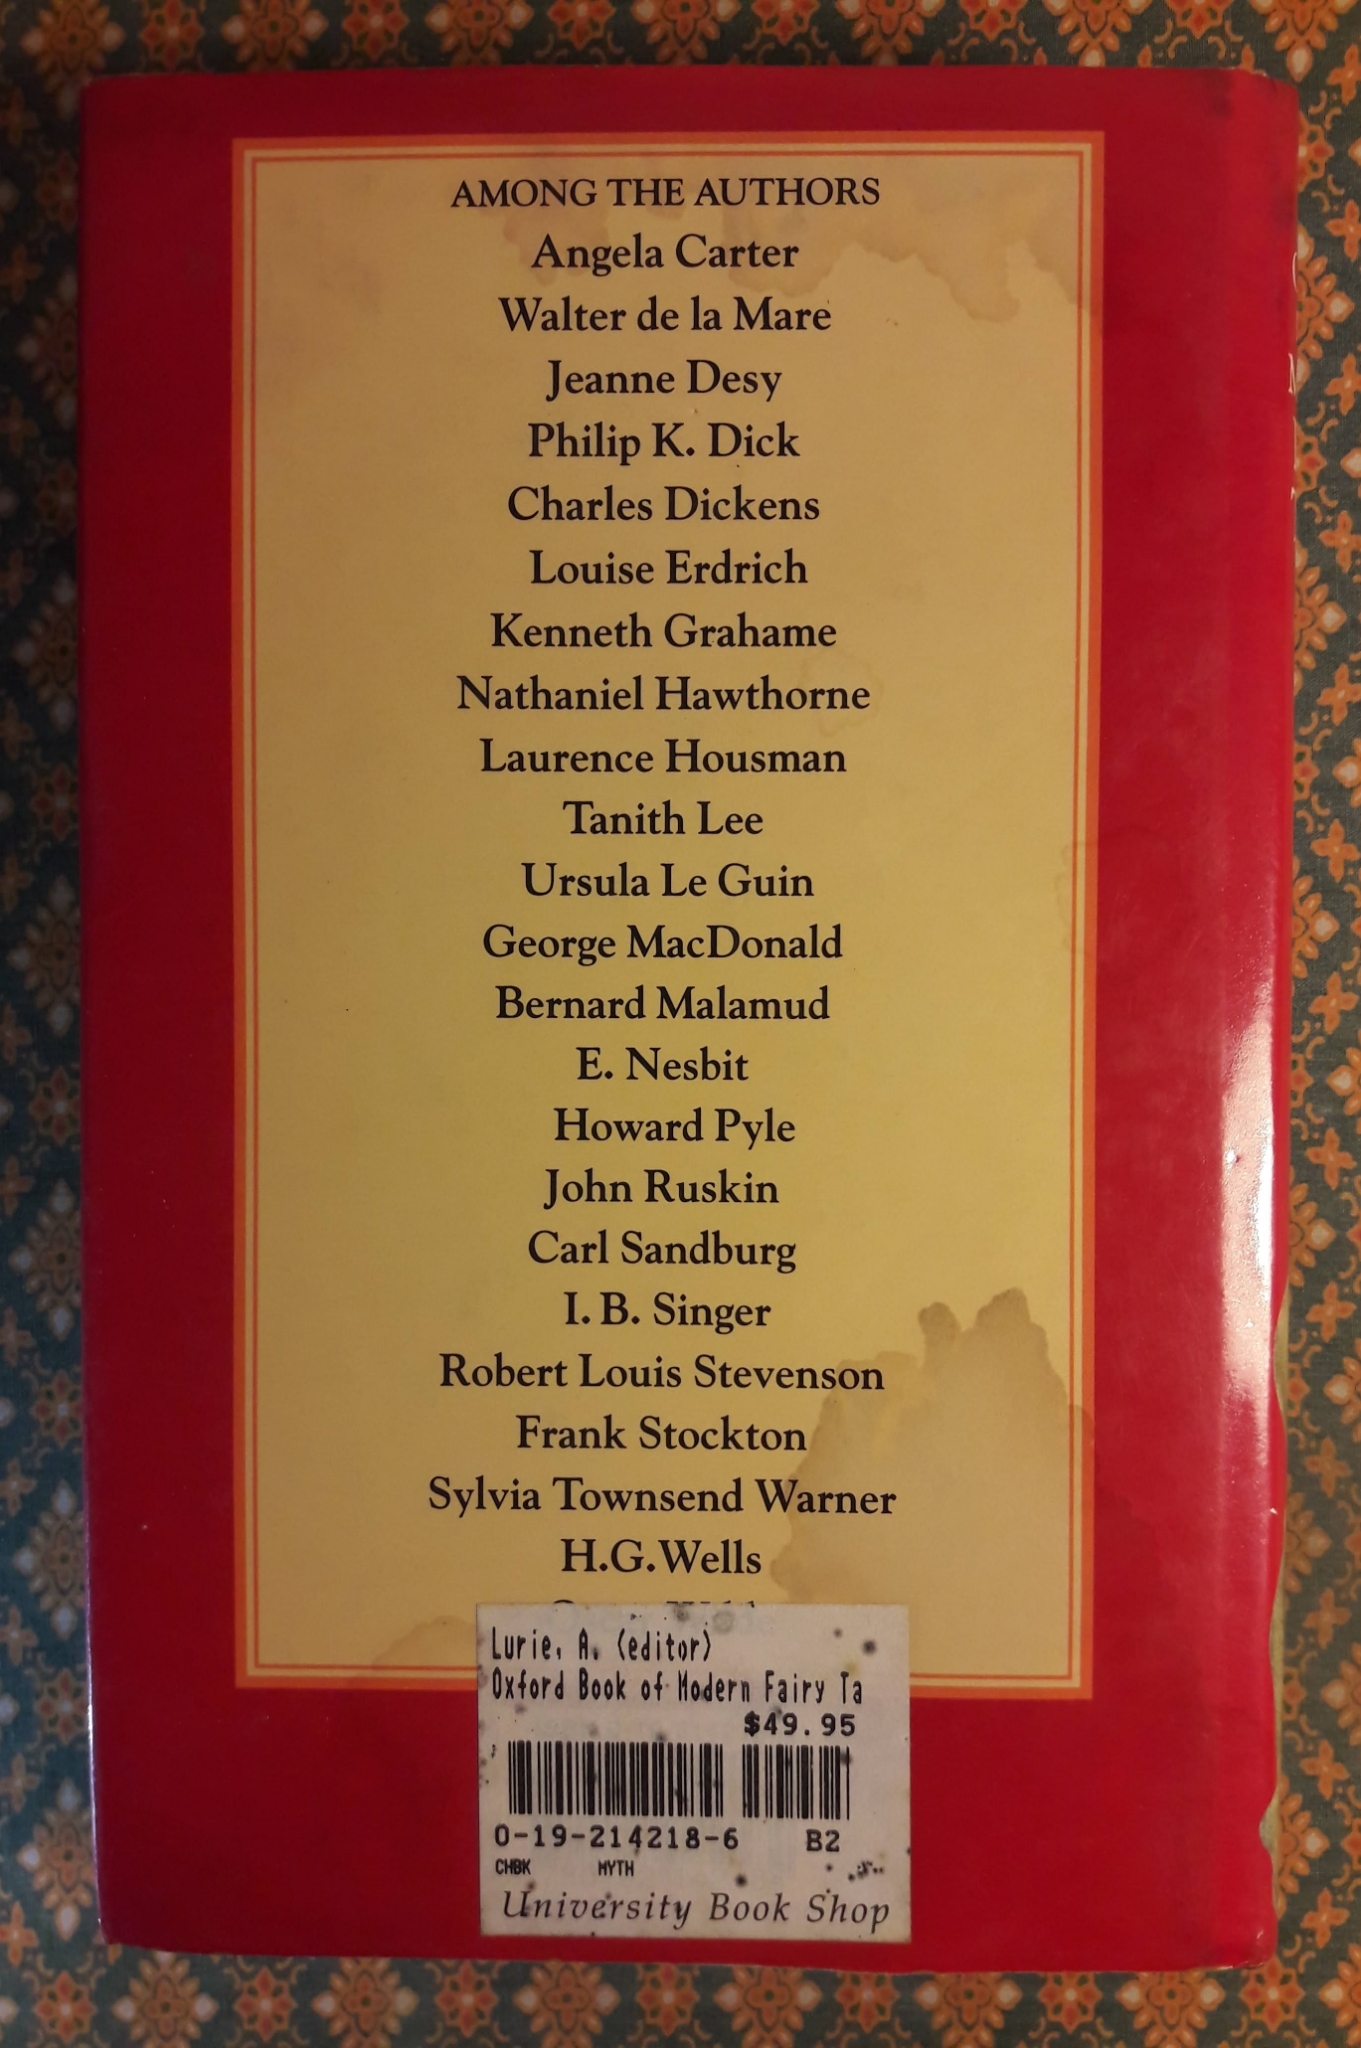 AMONG THE AUTHORS
Angela Carter
Walter de la Mare
Jeanne Desy
Philip K. Dick
Charles Dickens
Louise Erdrich
Kenneth Grahame
Nathaniel Hawthorne
Laurence Housman
Tanith Lee
Ursula Le Guin
George MacDonald
Bernard Malamud
E. Nesbit
Howard Pyle
John Ruskin
Carl Sandburg
I. B. Singer
Robert Louis Stevenson
Frank Stockton
Sylvia Townsend Warner
H.G.Wells
Lurie, A. (editor)
Oxford Book of Modern Fairy Ta
$49.95
0-19-214218-6 B2
CHBK MYTH
University Book Shop